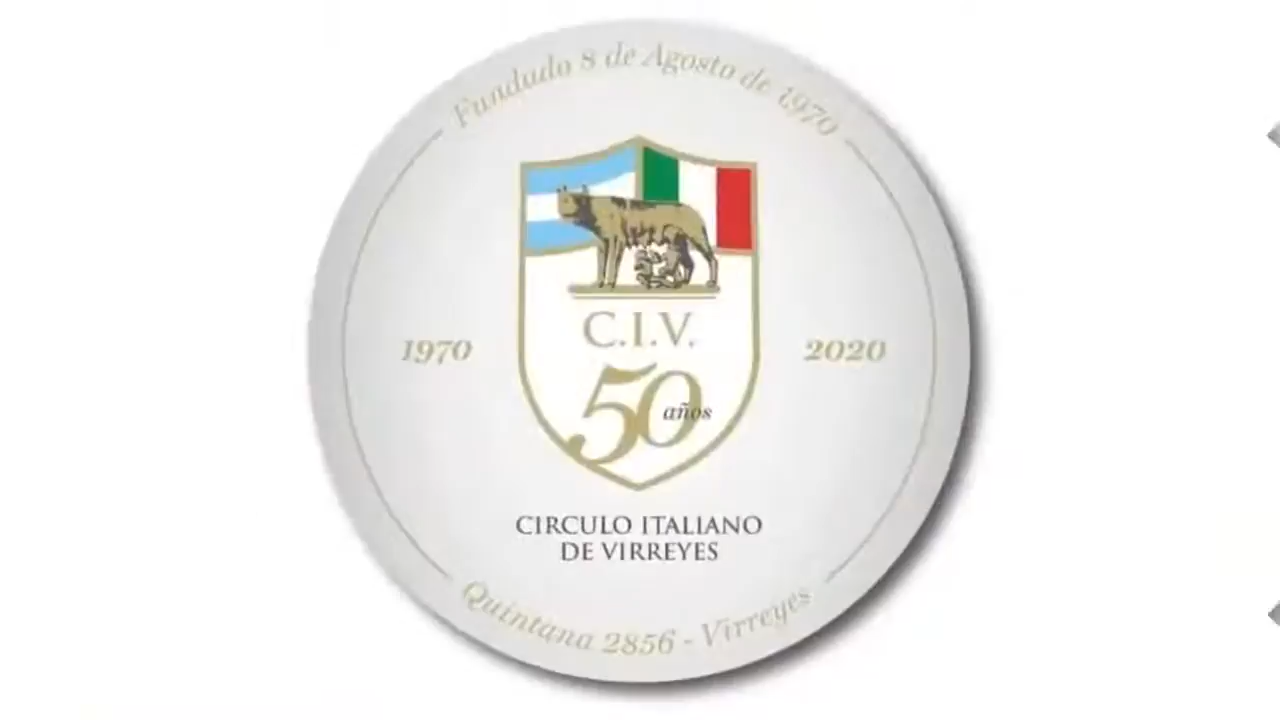 Fundado 8 de Agosto de 1970
C.I.V.
50
años
1970
2020
CIRCULO ITALIANO
DE VIRREYES
Quintana 2856 - Virreyes